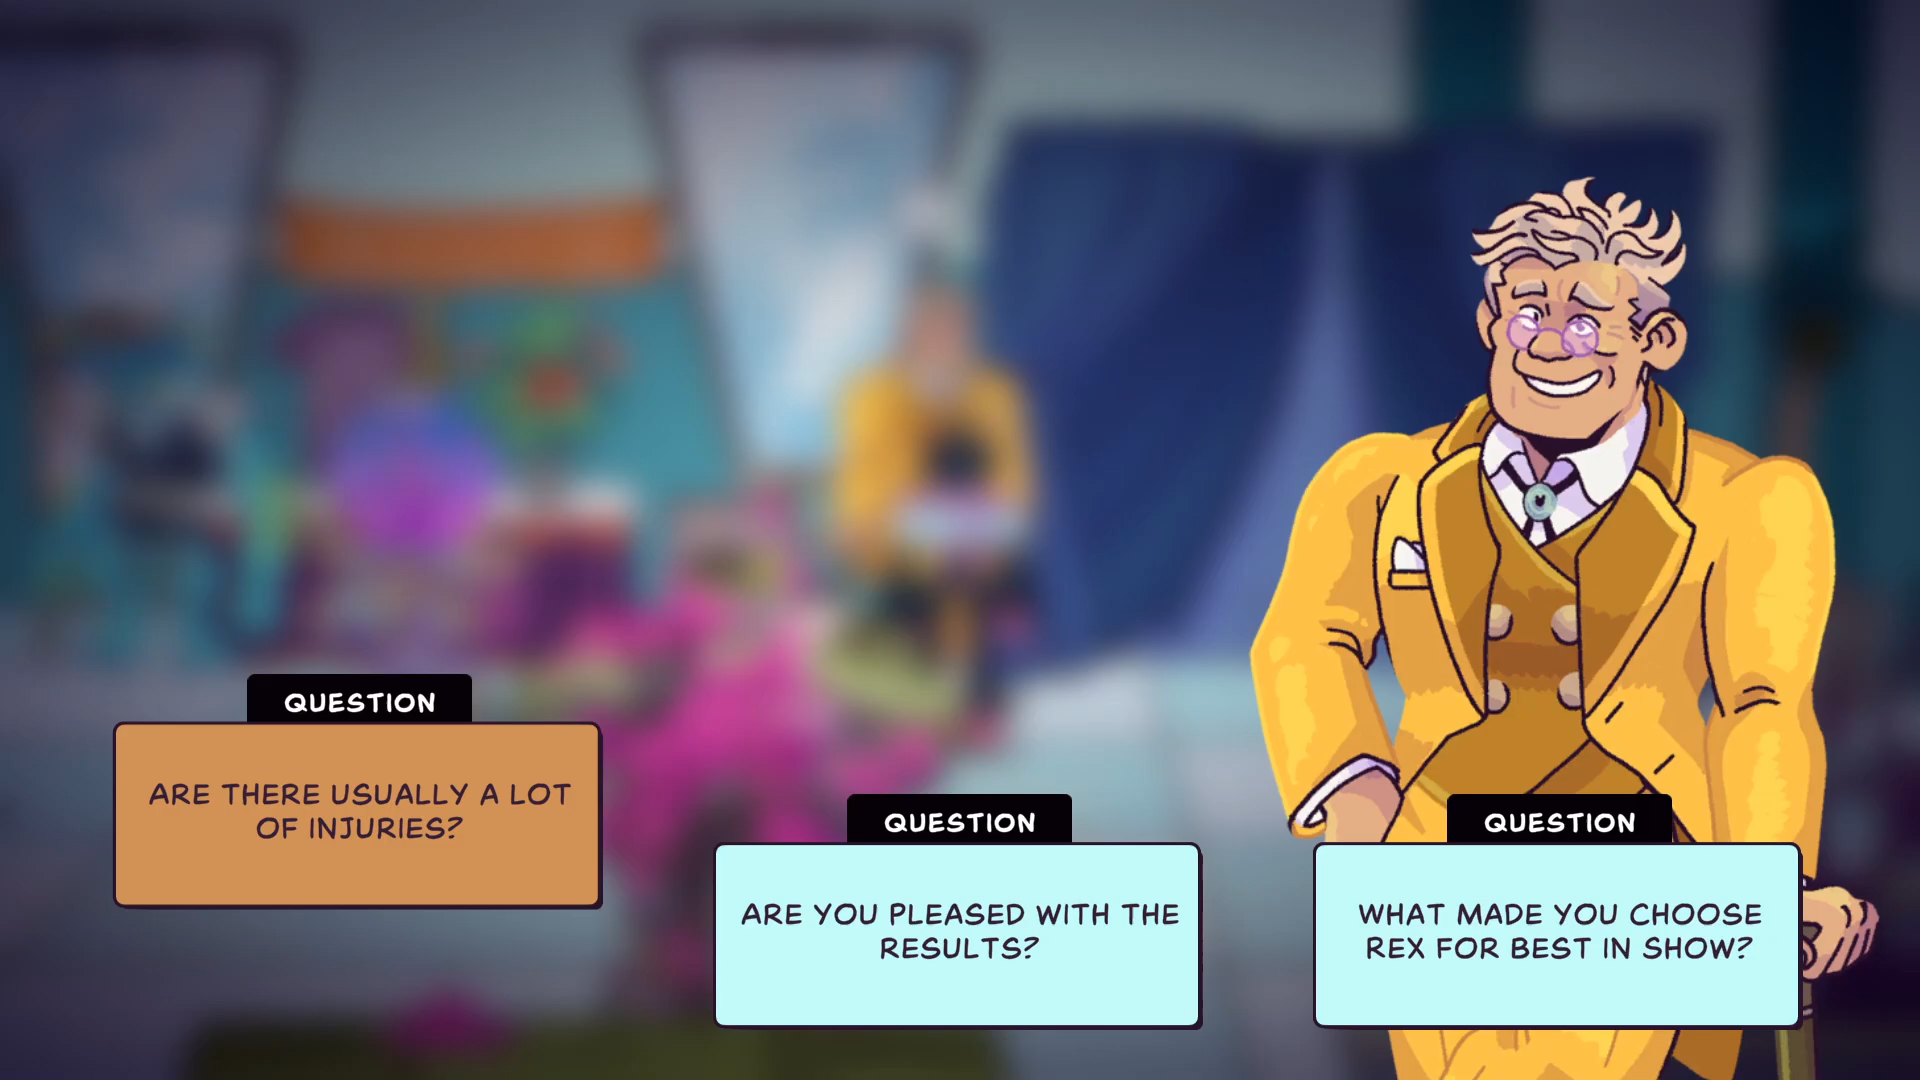 QUESTION
ARE THERE USUALLY A LOT
OF INJURIES?
QUESTION
ARE YOU PLEASED WITH THE
RESULTS?
QUESTION
WHAT MADE YOU CHOOSE
REX FOR BEST IN SHOW?